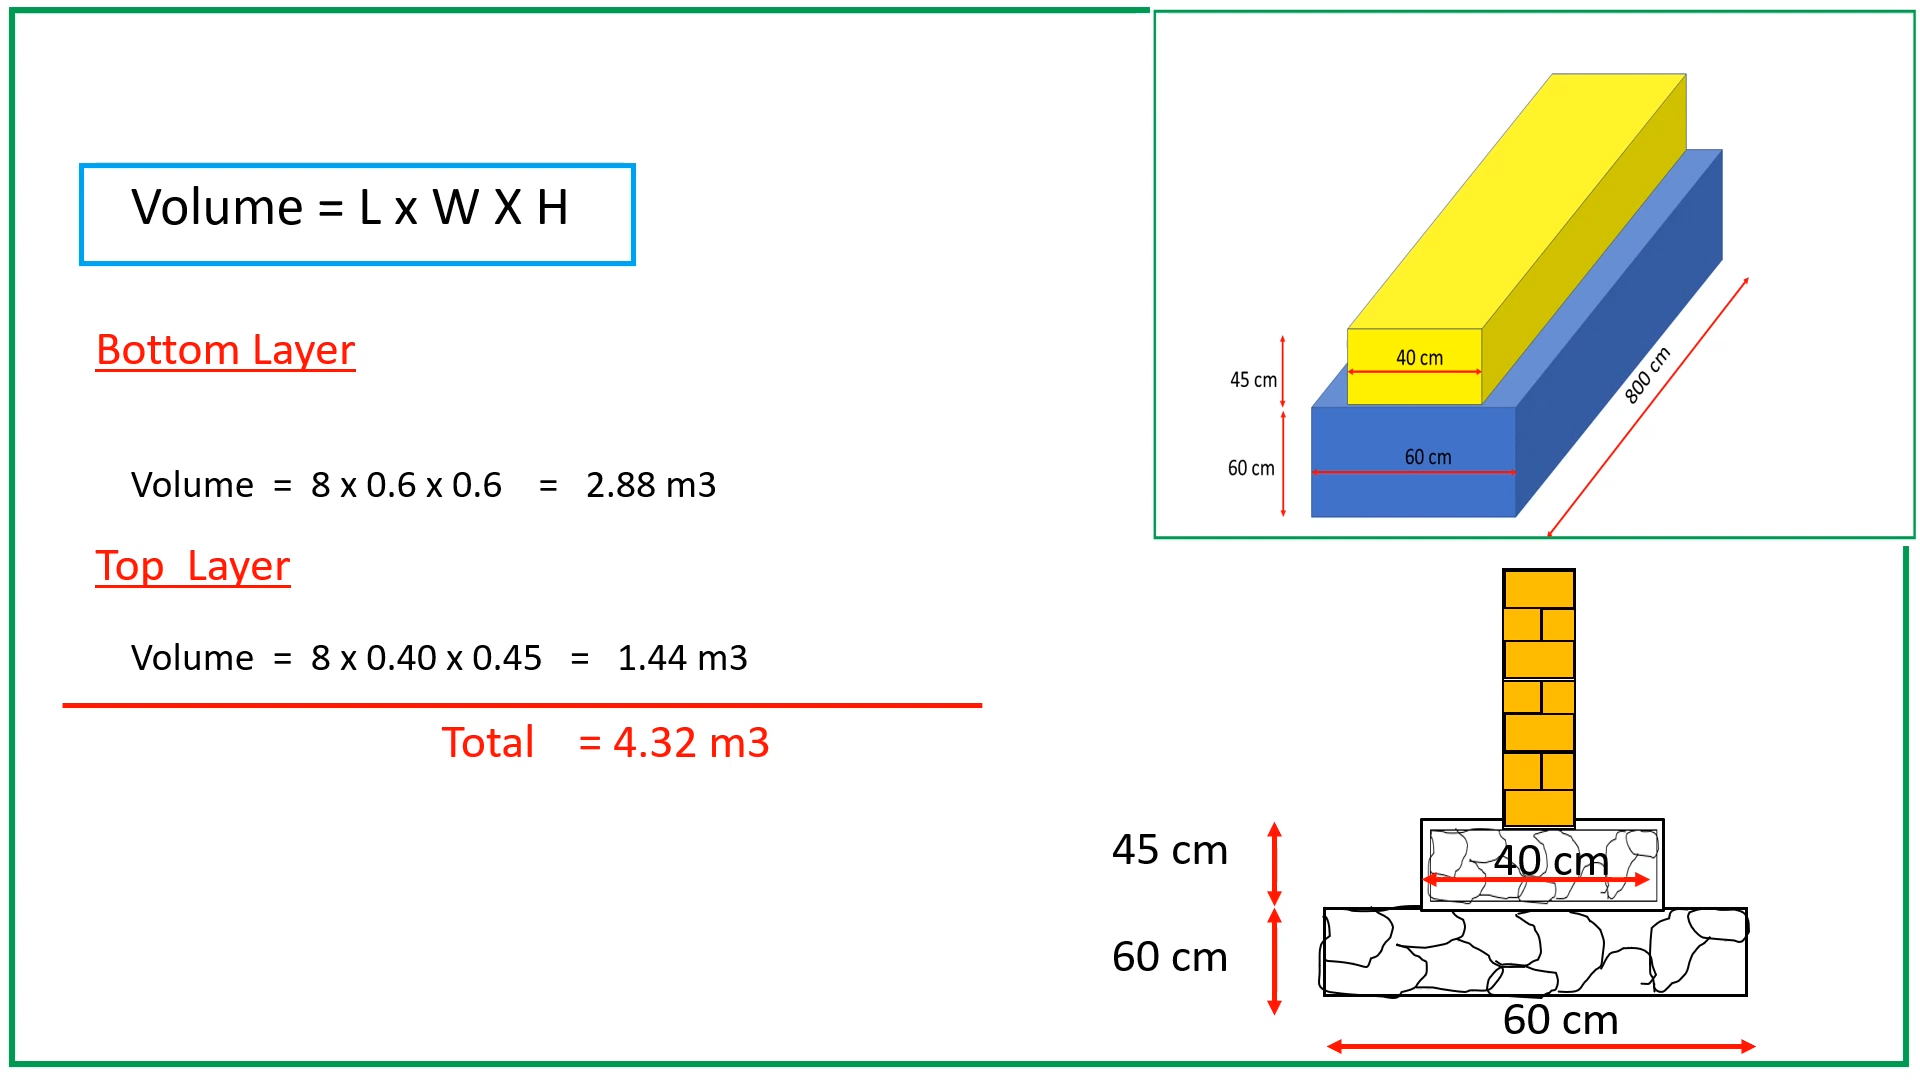 Volume = L x W X H
Bottom Layer
Volume = 8 x 0.6 x 0.6 = 2.88 m3
Top Layer
Volume = 8 x 0.40 x 0.45 = 1.44 m3
Total = 4.32 m3
40 cm
45 cm
800 cm
60 cm
60 cm
45 cm
40 cm
60 cm
60 cm